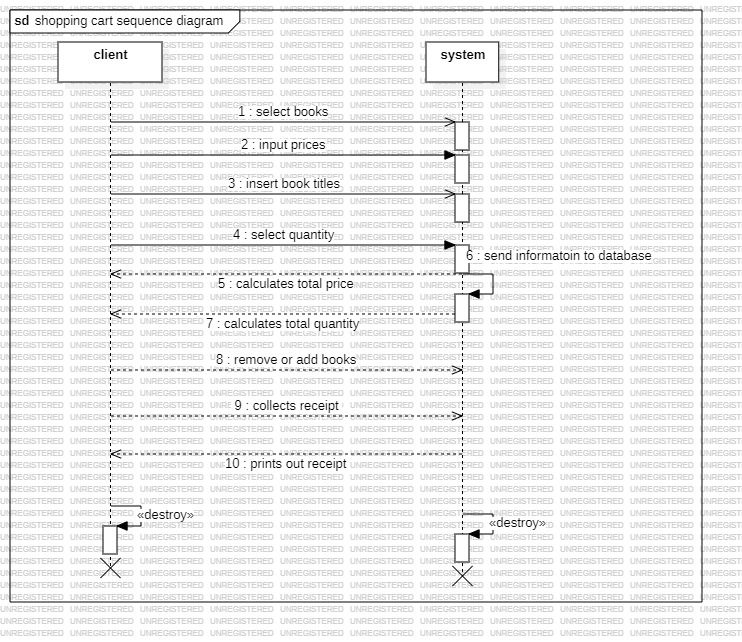 sd shopping cart sequence diagram
client
system
1 : select books
2 : input prices
3 : insert book titles
4 : select quantity
6 : send informatoin to database
5 : calculates total price
7 : calculates total quantity
8 : remove or add books
9 : collects receipt
10 : prints out receipt
«destroy»
«destroy»
UNREGISTERED